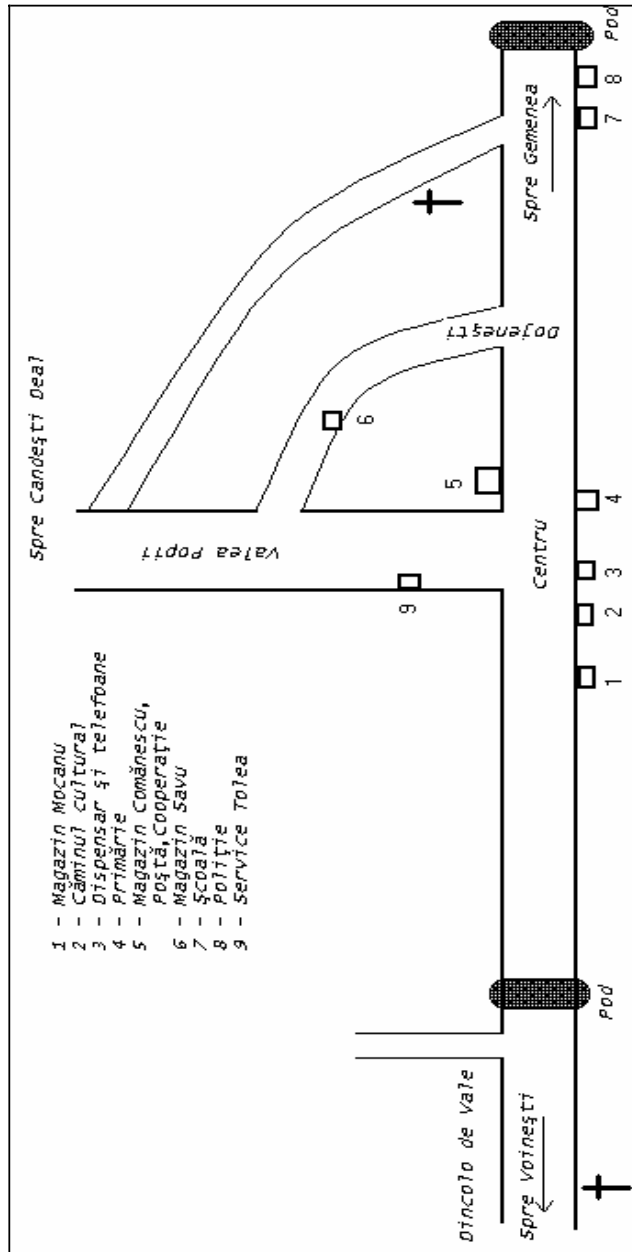 Spre Candeşti Deal
1 - Magazin Mocanu
2 - Căminul cultural
3 - Dispensar şi telefoane
4 - Primărie
5 - Magazin Comănescu,
Poştă,Cooperaţie
6 - Magazin Savu
7 - Şcoală
8 - Poliţie
9 - Service Tolea
Valea Popii
9
6
5
Dojeneşti
Dincolo de Vale
Spre Voineşti
Centru
Spre Gemenea
Pod
1
2
3
4
7
8
Pod